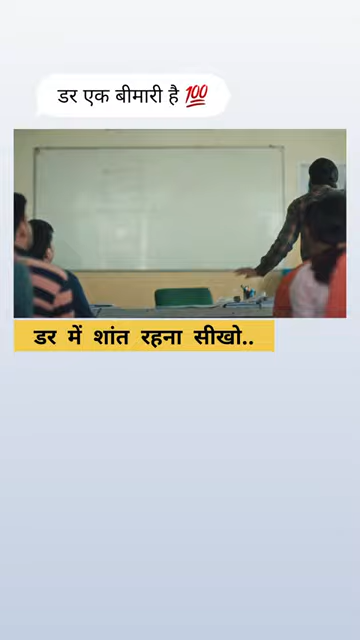 डर एक बीमारी है 💯
डर में शांत रहना सीखो..